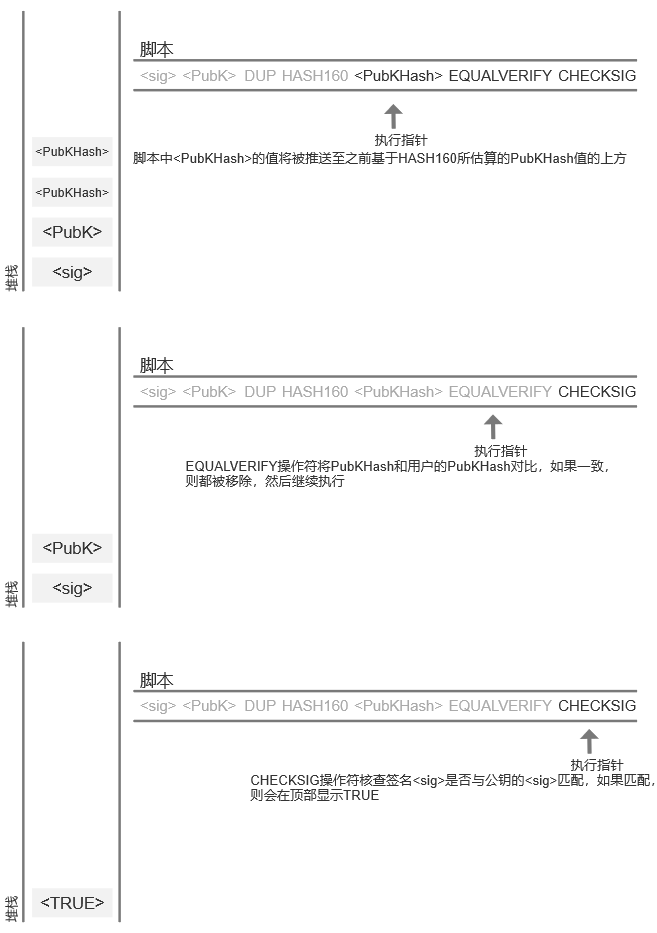 脚本
<sig> <PubK> DUP HASH160 <PubKHash> EQUALVERIFY CHECKSIG
执行指针
脚本中<PubKHash>的值将被推送至之前基于HASH160所估算的PubKHash值的上方
<PubKHash>
<PubKHash>
<PubK>
<sig>
堆栈
脚本
<sig> <PubK> DUP HASH160 <PubKHash> EQUALVERIFY CHECKSIG
执行指针
EQUALVERIFY操作符将PubKHash和用户的PubKHash对比，如果一致，
则都被移除，然后继续执行
<PubK>
<sig>
堆栈
脚本
<sig> <PubK> DUP HASH160 <PubKHash> EQUALVERIFY CHECKSIG
执行指针
CHECKSIG操作符核查签名<sig>是否与公钥的<sig>匹配，如果匹配，
则会在顶部显示TRUE
<TRUE>
堆栈